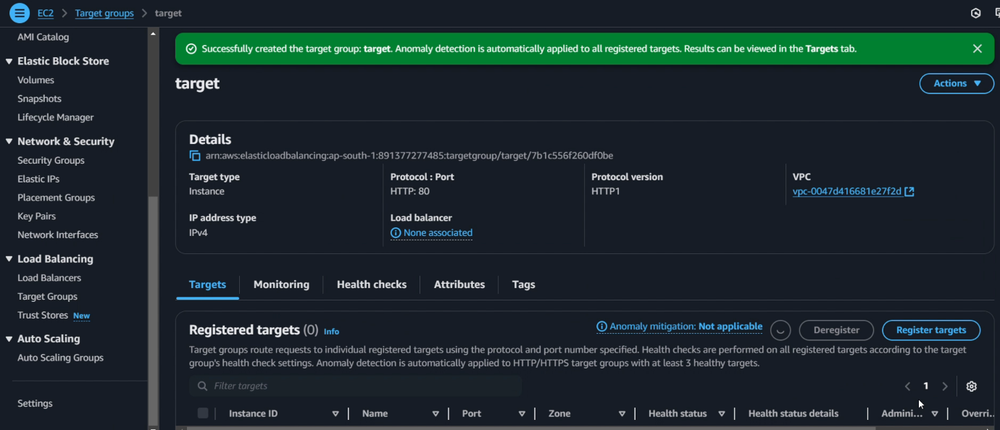 EC2 > Target groups > target
AMI Catalog
Elastic Block Store
Volumes
Snapshots
Lifecycle Manager
Network & Security
Security Groups
Elastic IPs
Placement Groups
Key Pairs
Network Interfaces
Load Balancing
Load Balancers
Target Groups
Trust Stores New
Auto Scaling
Auto Scaling Groups
Settings
Successfully created the target group: target. Anomaly detection is automatically applied to all registered targets. Results can be viewed in the Targets tab.
target
Actions
Details
arn:aws:elasticloadbalancing:ap-south-1:891377277485:targetgroup/target/7b1c556f260df0be
Target type
Instance
Protocol : Port
HTTP: 80
Protocol version
HTTP1
VPC
vpc-0047d416681e27f2d
IP address type
IPv4
Load balancer
None associated
Targets Monitoring Health checks Attributes Tags
Registered targets (0) Info
Anomaly mitigation: Not applicable
Deregister
Register targets
Target groups route requests to individual registered targets using the protocol and port number specified. Health checks are performed on all registered targets according to the target
group's health check settings. Anomaly detection is automatically applied to HTTP/HTTPS target groups with at least 3 healthy targets.
Filter targets
1
Instance ID Name Port Zone Health status Health status details Admini... Overri..